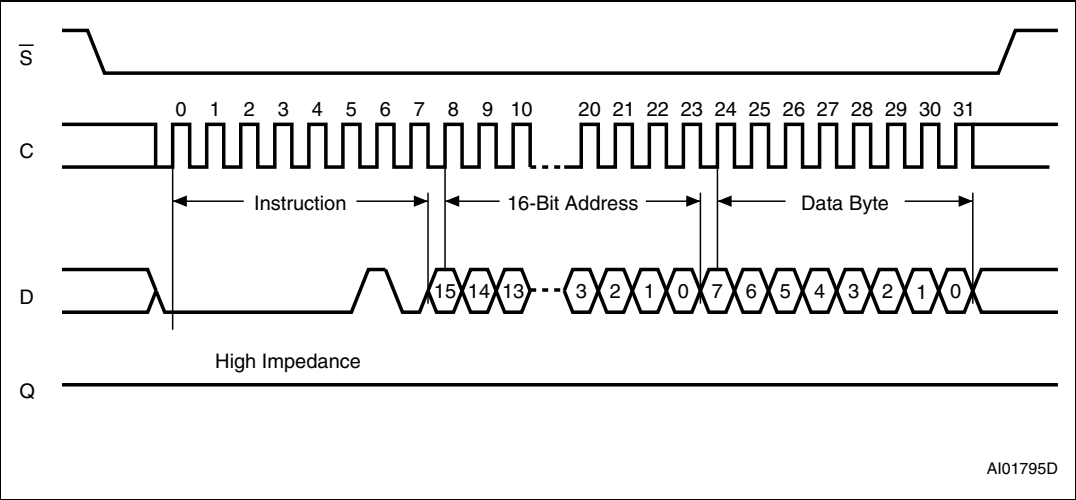 S̅
0 1 2 3 4 5 6 7 8 9 10 20 21 22 23 24 25 26 27 28 29 30 31
C
Instruction 16-Bit Address Data Byte
D 15 14 13 3 2 1 0 7 6 5 4 3 2 1 0
High Impedance
Q
AI01795D